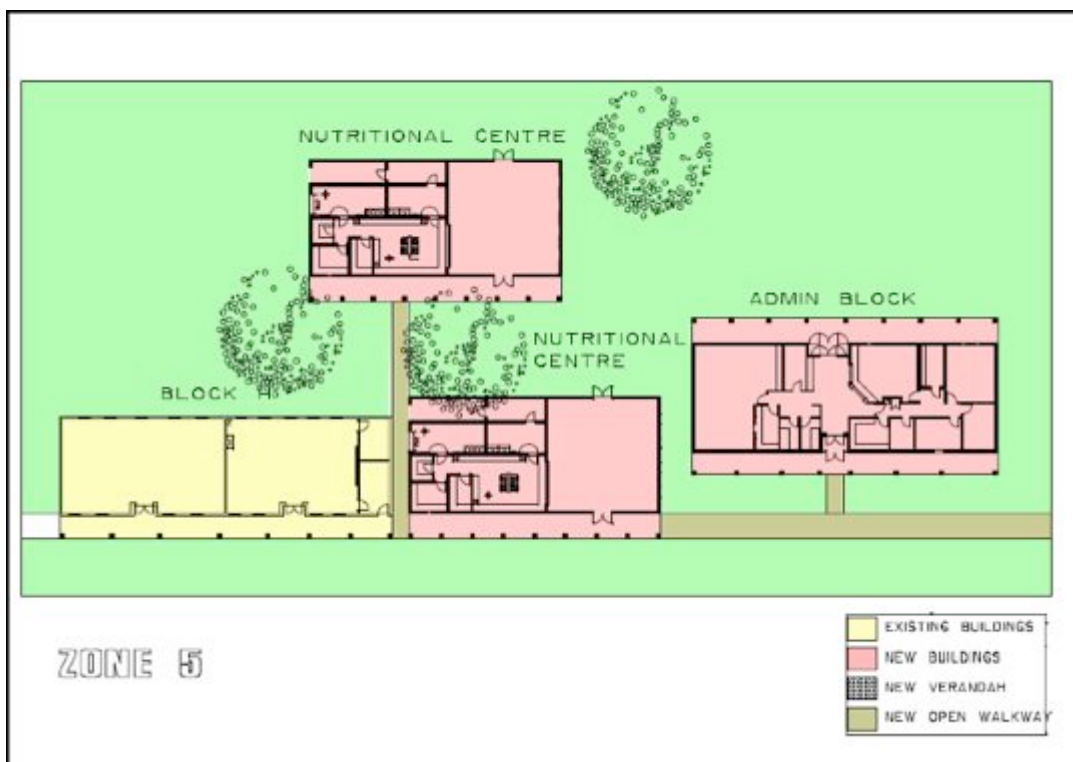 NUTRITIONAL CENTRE
ADMIN BLOCK
NUTRITIONAL
CENTRE
BLOCK H
ZONE 5
EXISTING BUILDINGS
NEW BUILDINGS
NEW VERANDAH
NEW OPEN WALKWAY